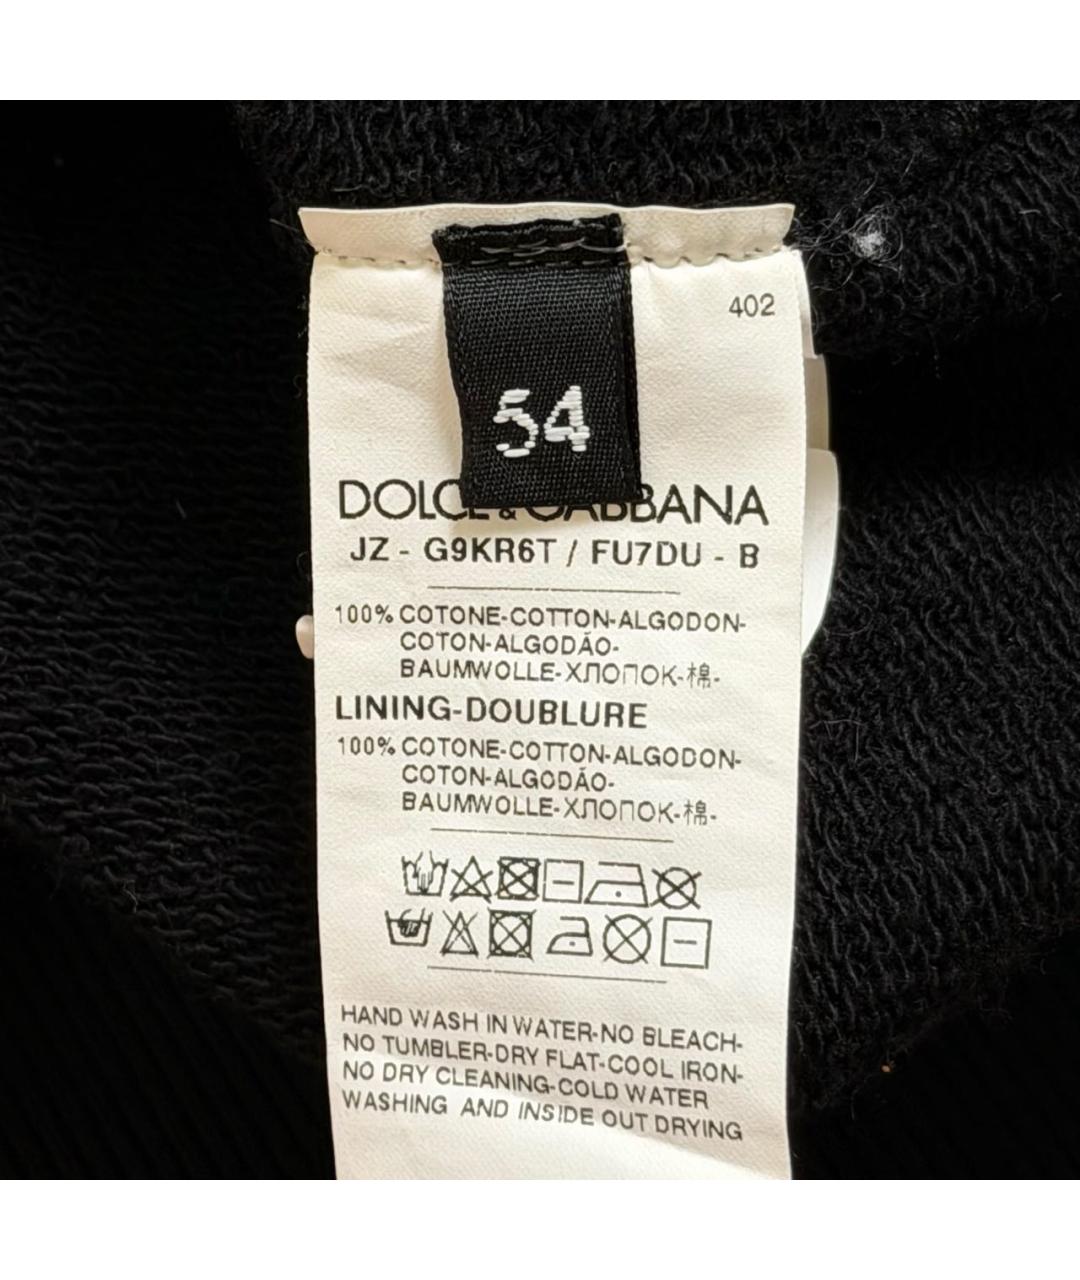 402
54
DOLCE & GABBANA
JZ - G9KR6T / FU7DU - B
100% COTONE-COTTON-ALGODON-
COTON-ALGODÃO-
BAUMWOLLE-ХЛОПОК-棉-
LINING-DOUBLURE
100% COTONE-COTTON-ALGODON-
COTON-ALGODÃO-
BAUMWOLLE-ХЛОПОК-棉-
HAND WASH IN WATER-NO BLEACH-
NO TUMBLER-DRY FLAT-COOL IRON-
NO DRY CLEANING-COLD WATER
WASHING AND INSIDE OUT DRYING